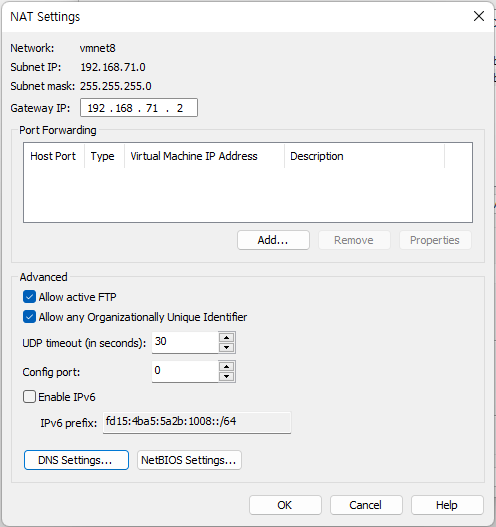 NAT Settings
Network: vmnet8
Subnet IP: 192.168.71.0
Subnet mask: 255.255.255.0
Gateway IP: 192 . 168 . 71 . 2
Port Forwarding
Host Port Type Virtual Machine IP Address Description
Add... Remove Properties
Advanced
Allow active FTP
Allow any Organizationally Unique Identifier
UDP timeout (in seconds): 30
Config port: 0
Enable IPv6
IPv6 prefix: fd15:4ba5:5a2b:1008::/64
DNS Settings... NetBIOS Settings...
OK Cancel Help